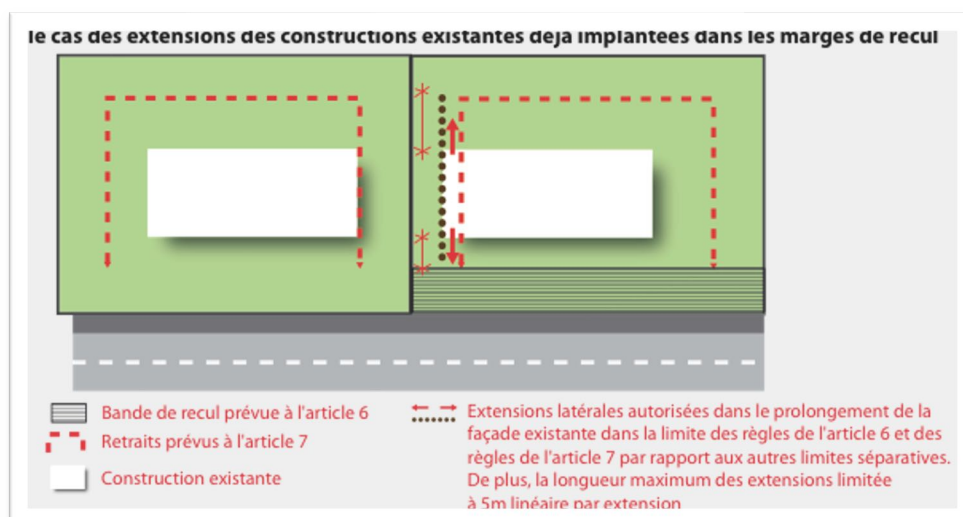 le cas des extensions des constructions existantes déjà implantées dans les marges de recul
Bande de recul prévue à l'article 6
Retraits prévus à l'article 7
Construction existante
Extensions latérales autorisées dans le prolongement de la
façade existante dans la limite des règles de l'article 6 et des
règles de l'article 7 par rapport aux autres limites séparatives.
De plus, la longueur maximum des extensions limitée
à 5m linéaire par extension